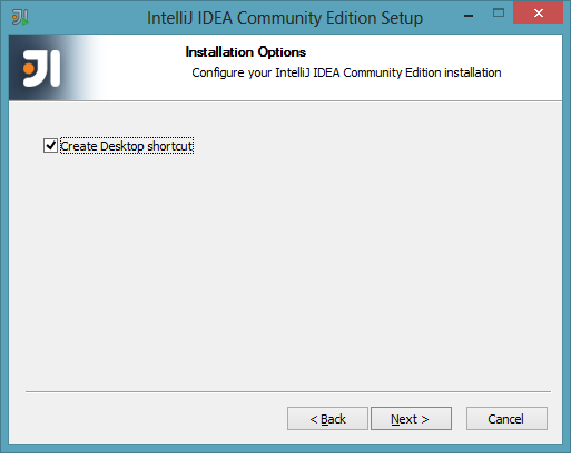 IntelliJ IDEA Community Edition Setup
Installation Options
Configure your IntelliJ IDEA Community Edition installation
Create Desktop shortcut
< Back
Next >
Cancel